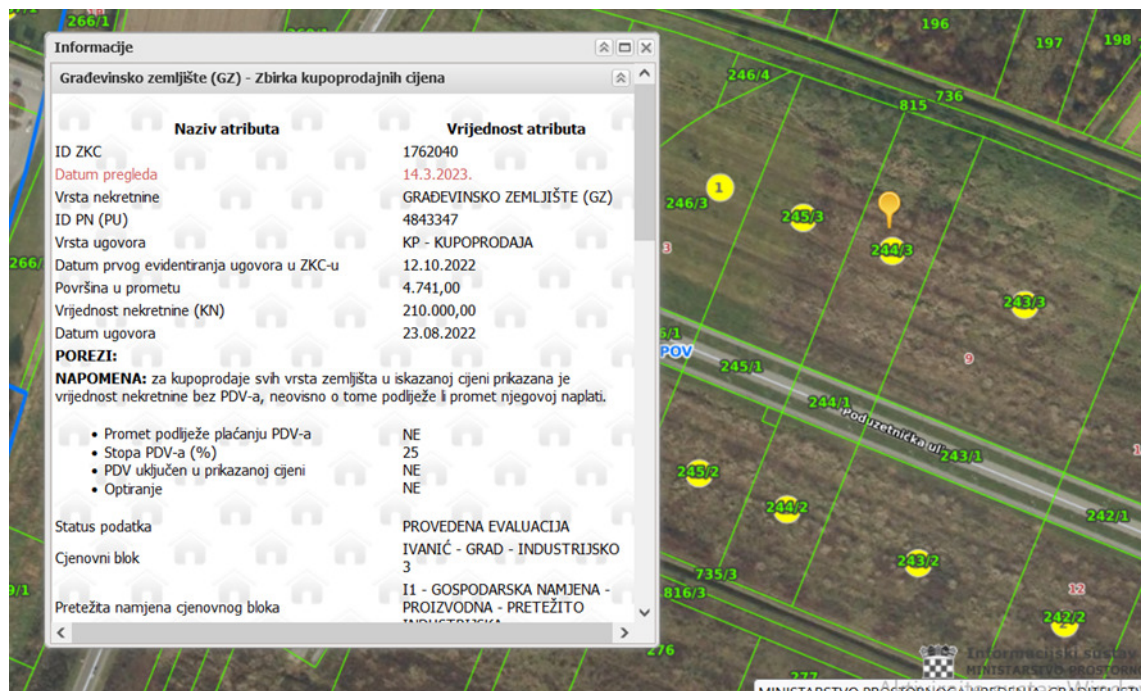 Informacije
Građevinsko zemljište (GZ) - Zbirka kupoprodajnih cijena
Naziv atributa Vrijednost atributa
ID ZKC 1762040
Datum pregleda 14.3.2023.
Vrsta nekretnine GRAĐEVINSKO ZEMLJIŠTE (GZ)
ID PN (PU) 4843347
Vrsta ugovora KP - KUPOPRODAJA
Datum prvog evidentiranja ugovora u ZKC-u 12.10.2022
Površina u prometu 4.741,00
Vrijednost nekretnine (KN) 210.000,00
Datum ugovora 23.08.2022
POREZI:
NAPOMENA: za kupoprodaje svih vrsta zemljišta u iskazanoj cijeni prikazana je
vrijednost nekretnine bez PDV-a, neovisno o tome podliježe li promet njegovoj naplati.
• Promet podliježe plaćanju PDV-a NE
• Stopa PDV-a (%) 25
• PDV uključen u prikazanoj cijeni NE
• Optiranje NE
Status podatka PROVEDENA EVALUACIJA
Cjenovni blok IVANIĆ - GRAD - INDUSTRIJSKO
3
Pretežita namjena cjenovnog bloka I1 - GOSPODARSKA NAMJENA -
PROIZVODNA - PRETEŽITO
INDUSTRIJSKA
266/1
196
197
198
246/4
736
815
1
246/3
245/3
244/3
243/3
3
9
POV
245/1
244/1
Poduzetnička ul
243/1
242/1
245/2
244/2
243/2
242/2
12
735/3
816/3
276
277
Informacijski sustav
MINISTARSTVO PROSTORNO